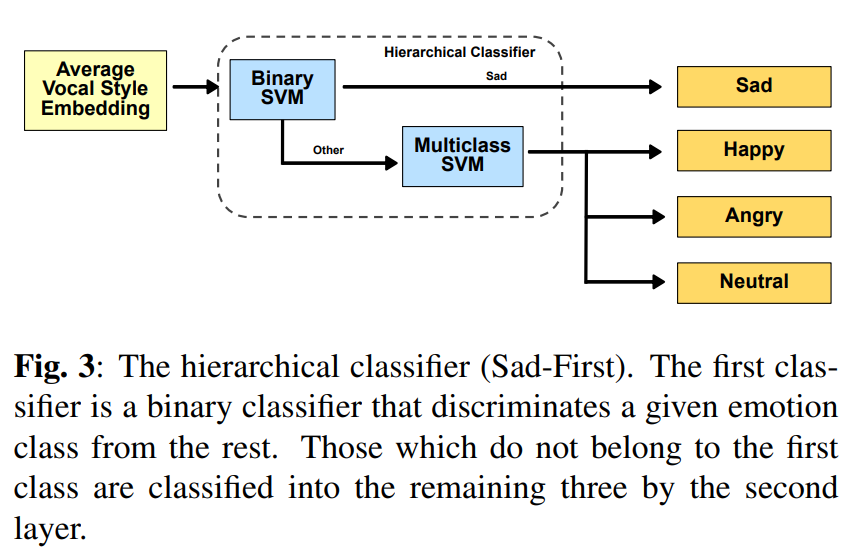 Hierarchical Classifier
Average
Vocal Style
Embedding
Binary
SVM
Sad
Sad
Other
Multiclass
SVM
Happy
Angry
Neutral
Fig. 3: The hierarchical classifier (Sad-First). The first clas-
sifier is a binary classifier that discriminates a given emotion
class from the rest. Those which do not belong to the first
class are classified into the remaining three by the second
layer.